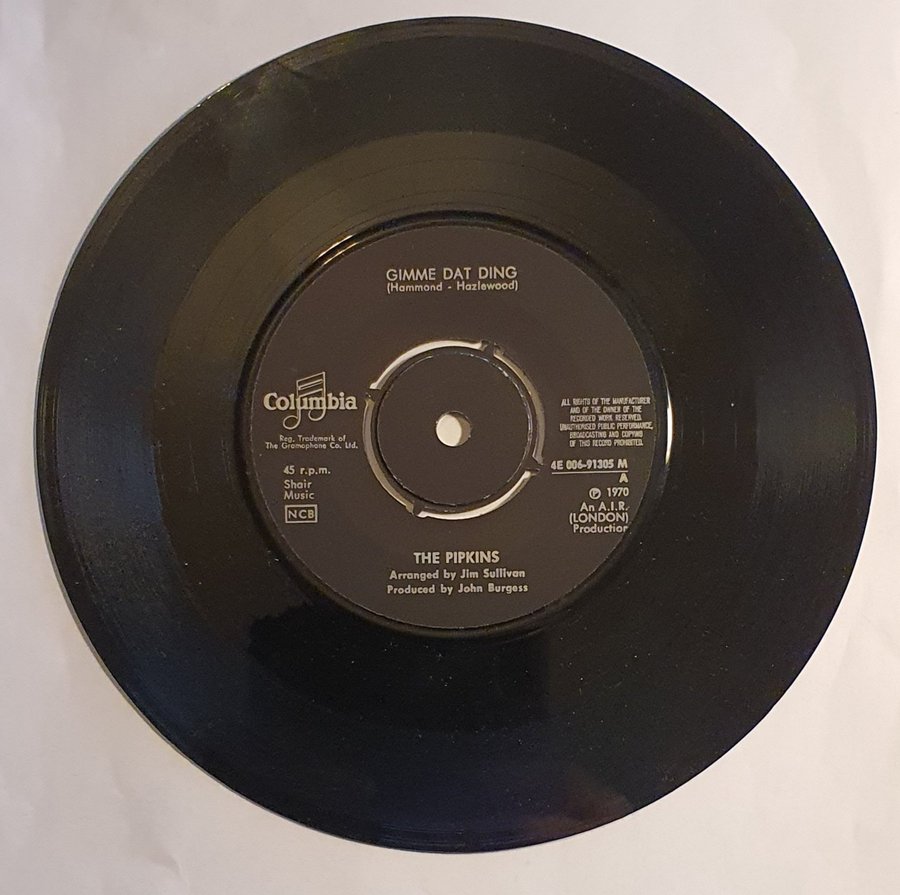 GIMME DAT DING
(Hammond - Hazlewood)
Columbia
Reg. Trademark of
The Gramophone Co. Ltd.
45 r.p.m.
Shair
Music
NCB
ALL RIGHTS OF THE MANUFACTURER
AND OF THE OWNER OF THE
RECORDED WORK RESERVED.
UNAUTHORISED PUBLIC PERFORMANCE,
BROADCASTING AND COPYING
OF THIS RECORD PROHIBITED.
4E 006-91305 M
A
℗ 1970
An A.I.R.
(LONDON)
Production
THE PIPKINS
Arranged by Jim Sullivan
Produced by John Burgess